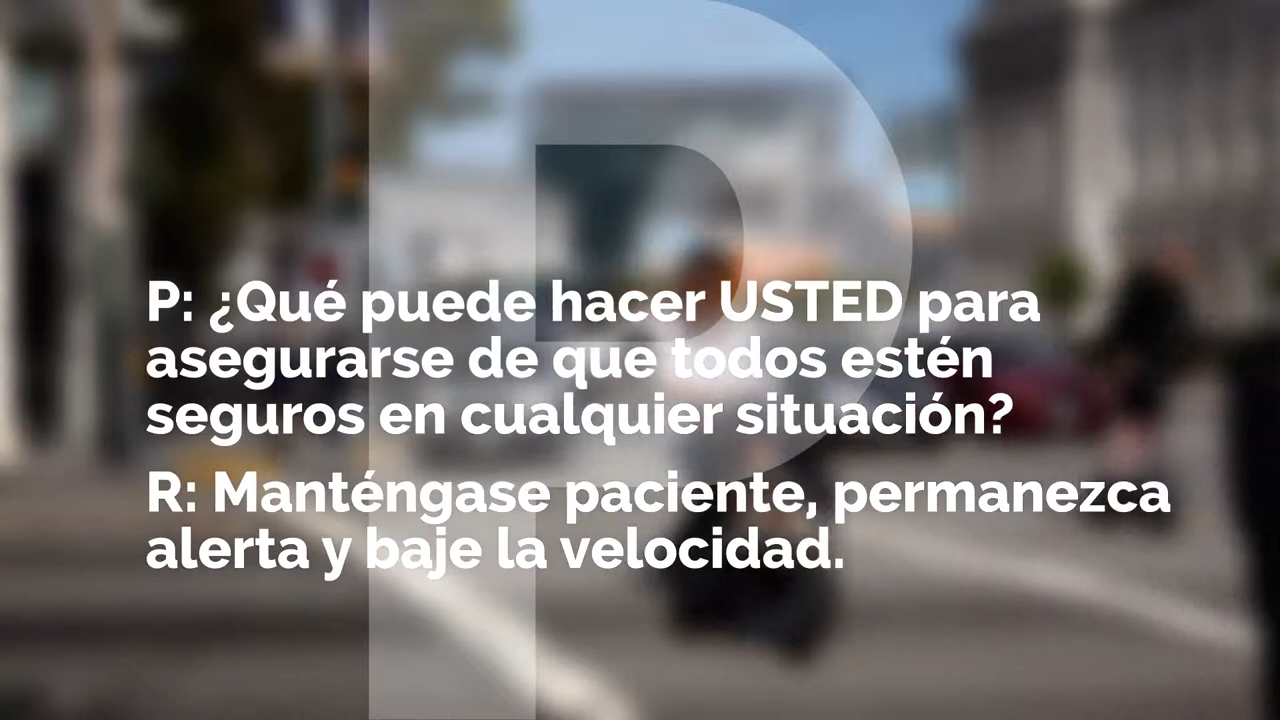 P
P: ¿Qué puede hacer USTED para
asegurarse de que todos estén
seguros en cualquier situación?
R: Manténgase paciente, permanezca
alerta y baje la velocidad.